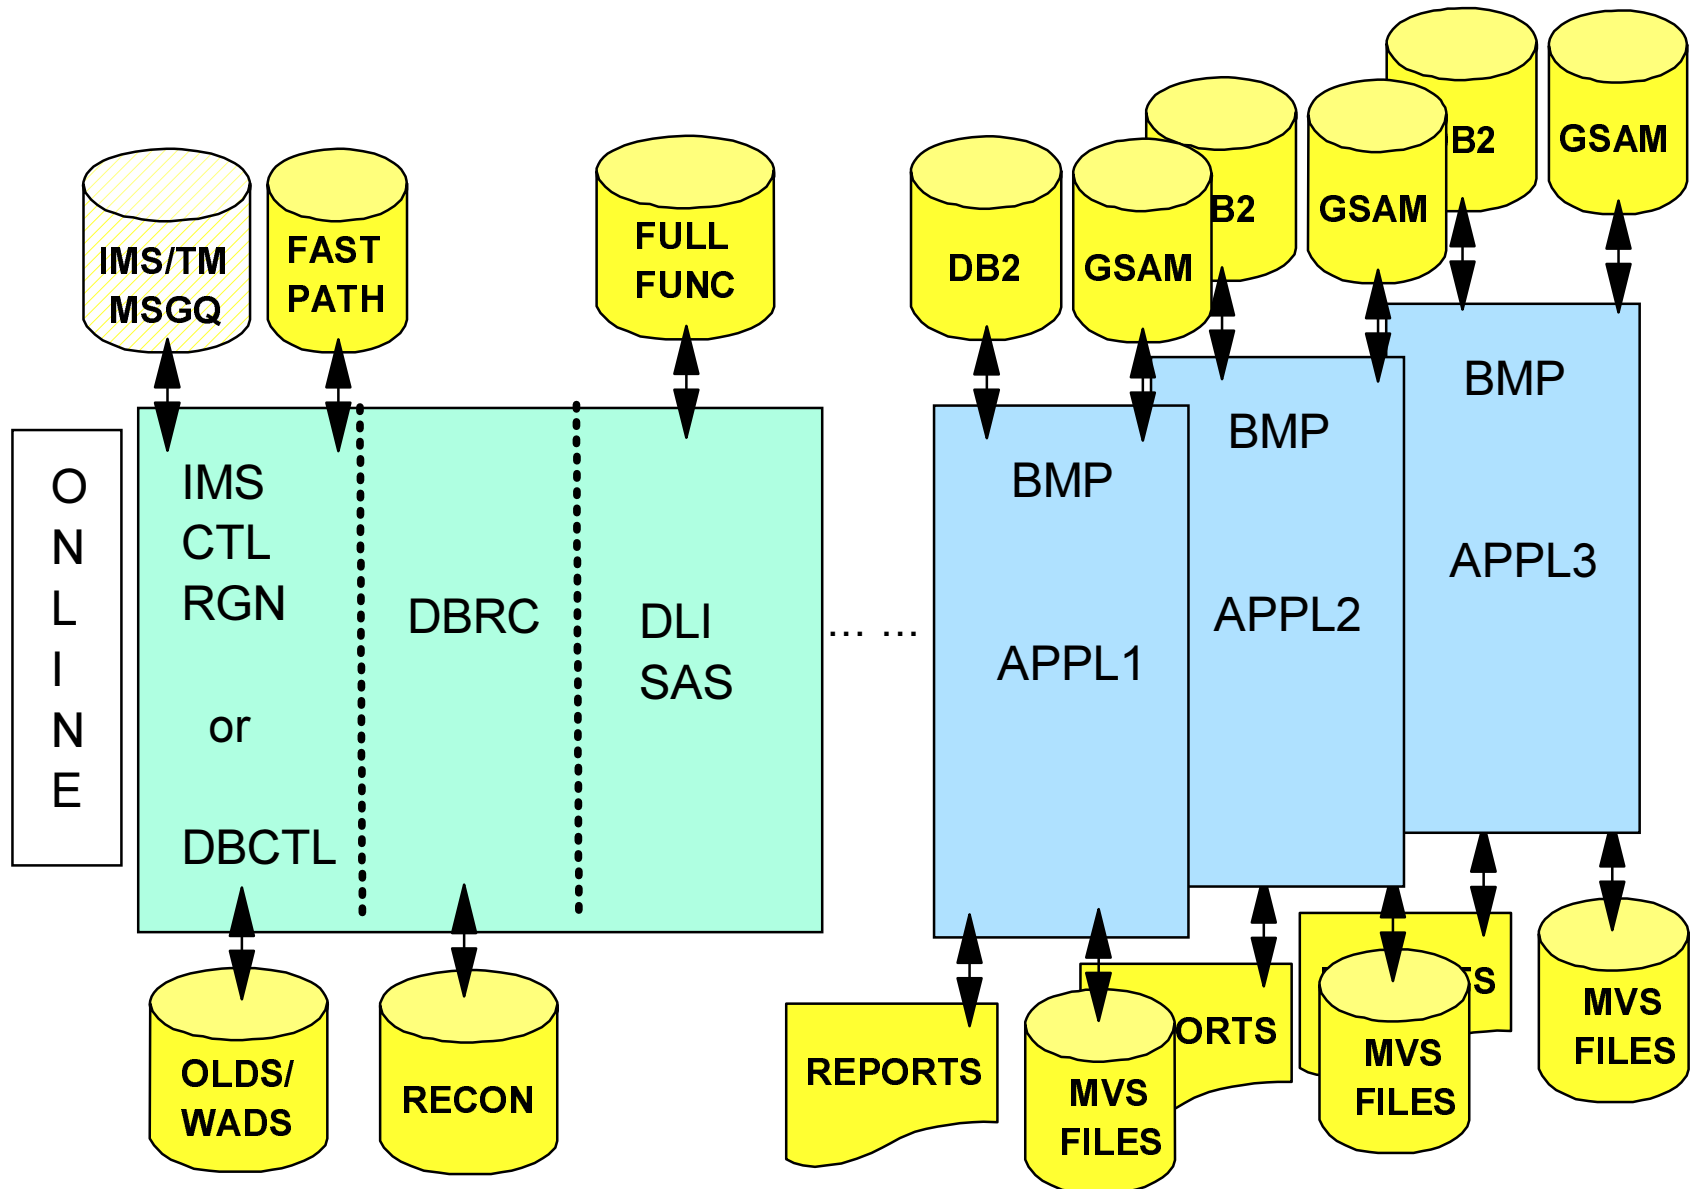 IMS/TM
MSGQ
FAST
PATH
FULL
FUNC
DB2
GSAM
B2
GSAM
B2
GSAM
O
N
L
I
N
E
IMS
CTL
RGN
or
DBCTL
DBRC
DLI
SAS
... ...
BMP
APPL1
BMP
APPL2
BMP
APPL3
OLDS/
WADS
RECON
REPORTS
MVS
FILES
ORTS
MVS
FILES
S
MVS
FILES